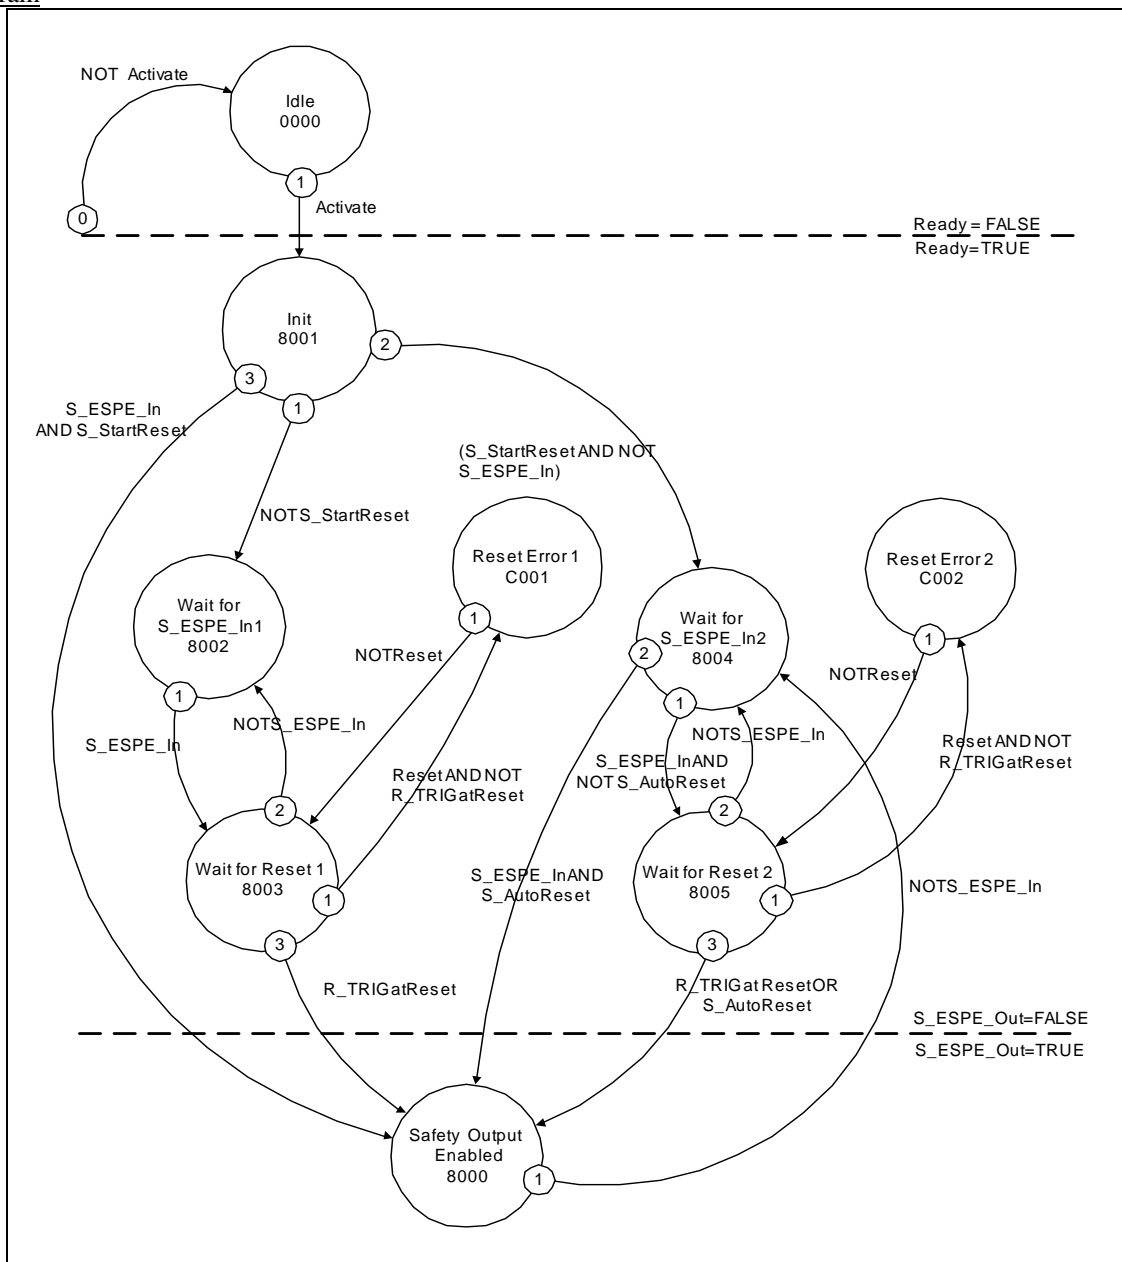 NOT Activate
Idle
0000
1
Activate
0
Ready = FALSE
Ready=TRUE
Init
8001
2
3
1
S_ESPE_In
AND S_StartReset
(S_StartReset AND NOT
S_ESPE_In)
NOTS_StartReset
Reset Error 1
C001
1
Reset Error 2
C002
1
Wait for
S_ESPE_In1
8002
1
Wait for
S_ESPE_In2
8004
2
1
NOTReset
NOTReset
S_ESPE_In
NOTS_ESPE_In
NOTS_ESPE_In
S_ESPE_InAND
NOT S_AutoReset
ResetAND NOT
R_TRIGatReset
ResetAND NOT
R_TRIGatReset
2
Wait for Reset 1
8003
1
3
2
Wait for Reset 2
8005
1
3
S_ESPE_InAND
S_AutoReset
NOTS_ESPE_In
R_TRIGatReset
R_TRIGat ResetOR
S_AutoReset
S_ESPE_Out=FALSE
S_ESPE_Out=TRUE
Safety Output
Enabled
8000
1